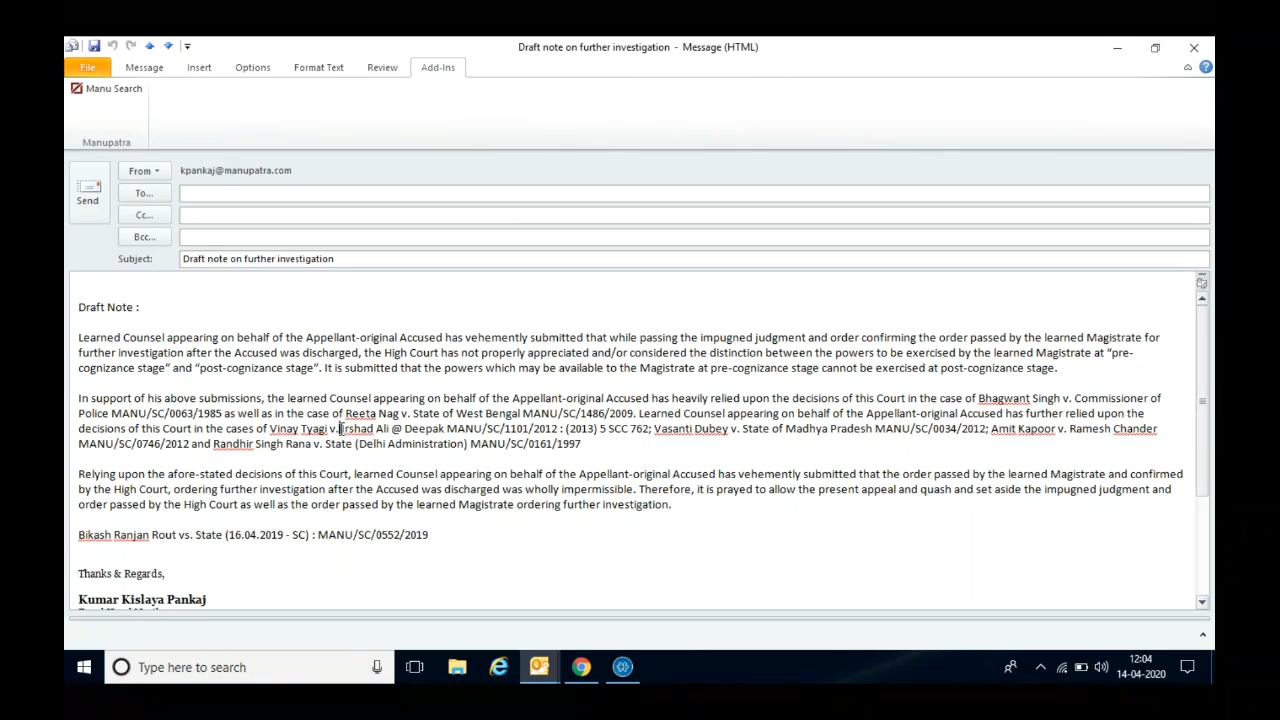 Draft note on further investigation - Message (HTML)
File Message Insert Options Format Text Review Add-Ins
Manu Search
Manupatra
Send
From kpankaj@manupatra.com
To...
Cc...
Bcc...
Subject: Draft note on further investigation
Draft Note :
Learned Counsel appearing on behalf of the Appellant-original Accused has vehemently submitted that while passing the impugned judgment and order confirming the order passed by the learned Magistrate for
further investigation after the Accused was discharged, the High Court has not properly appreciated and/or considered the distinction between the powers to be exercised by the learned Magistrate at “pre-
cognizance stage” and “post-cognizance stage”. It is submitted that the powers which may be available to the Magistrate at pre-cognizance stage cannot be exercised at post-cognizance stage.
In support of his above submissions, the learned Counsel appearing on behalf of the Appellant-original Accused has heavily relied upon the decisions of this Court in the case of Bhagwant Singh v. Commissioner of
Police MANU/SC/0063/1985 as well as in the case of Reeta Nag v. State of West Bengal MANU/SC/1486/2009. Learned Counsel appearing on behalf of the Appellant-original Accused has further relied upon the
decisions of this Court in the cases of Vinay Tyagi v. Irshad Ali @ Deepak MANU/SC/1101/2012 : (2013) 5 SCC 762; Vasanti Dubey v. State of Madhya Pradesh MANU/SC/0034/2012; Amit Kapoor v. Ramesh Chander
MANU/SC/0746/2012 and Randhir Singh Rana v. State (Delhi Administration) MANU/SC/0161/1997
Relying upon the afore-stated decisions of this Court, learned Counsel appearing on behalf of the Appellant-original Accused has vehemently submitted that the order passed by the learned Magistrate and confirmed
by the High Court, ordering further investigation after the Accused was discharged was wholly impermissible. Therefore, it is prayed to allow the present appeal and quash and set aside the impugned judgment and
order passed by the High Court as well as the order passed by the learned Magistrate ordering further investigation.
Bikash Ranjan Rout vs. State (16.04.2019 - SC) : MANU/SC/0552/2019
Thanks & Regards,
Kumar Kislaya Pankaj
Type here to search
12:04
14-04-2020